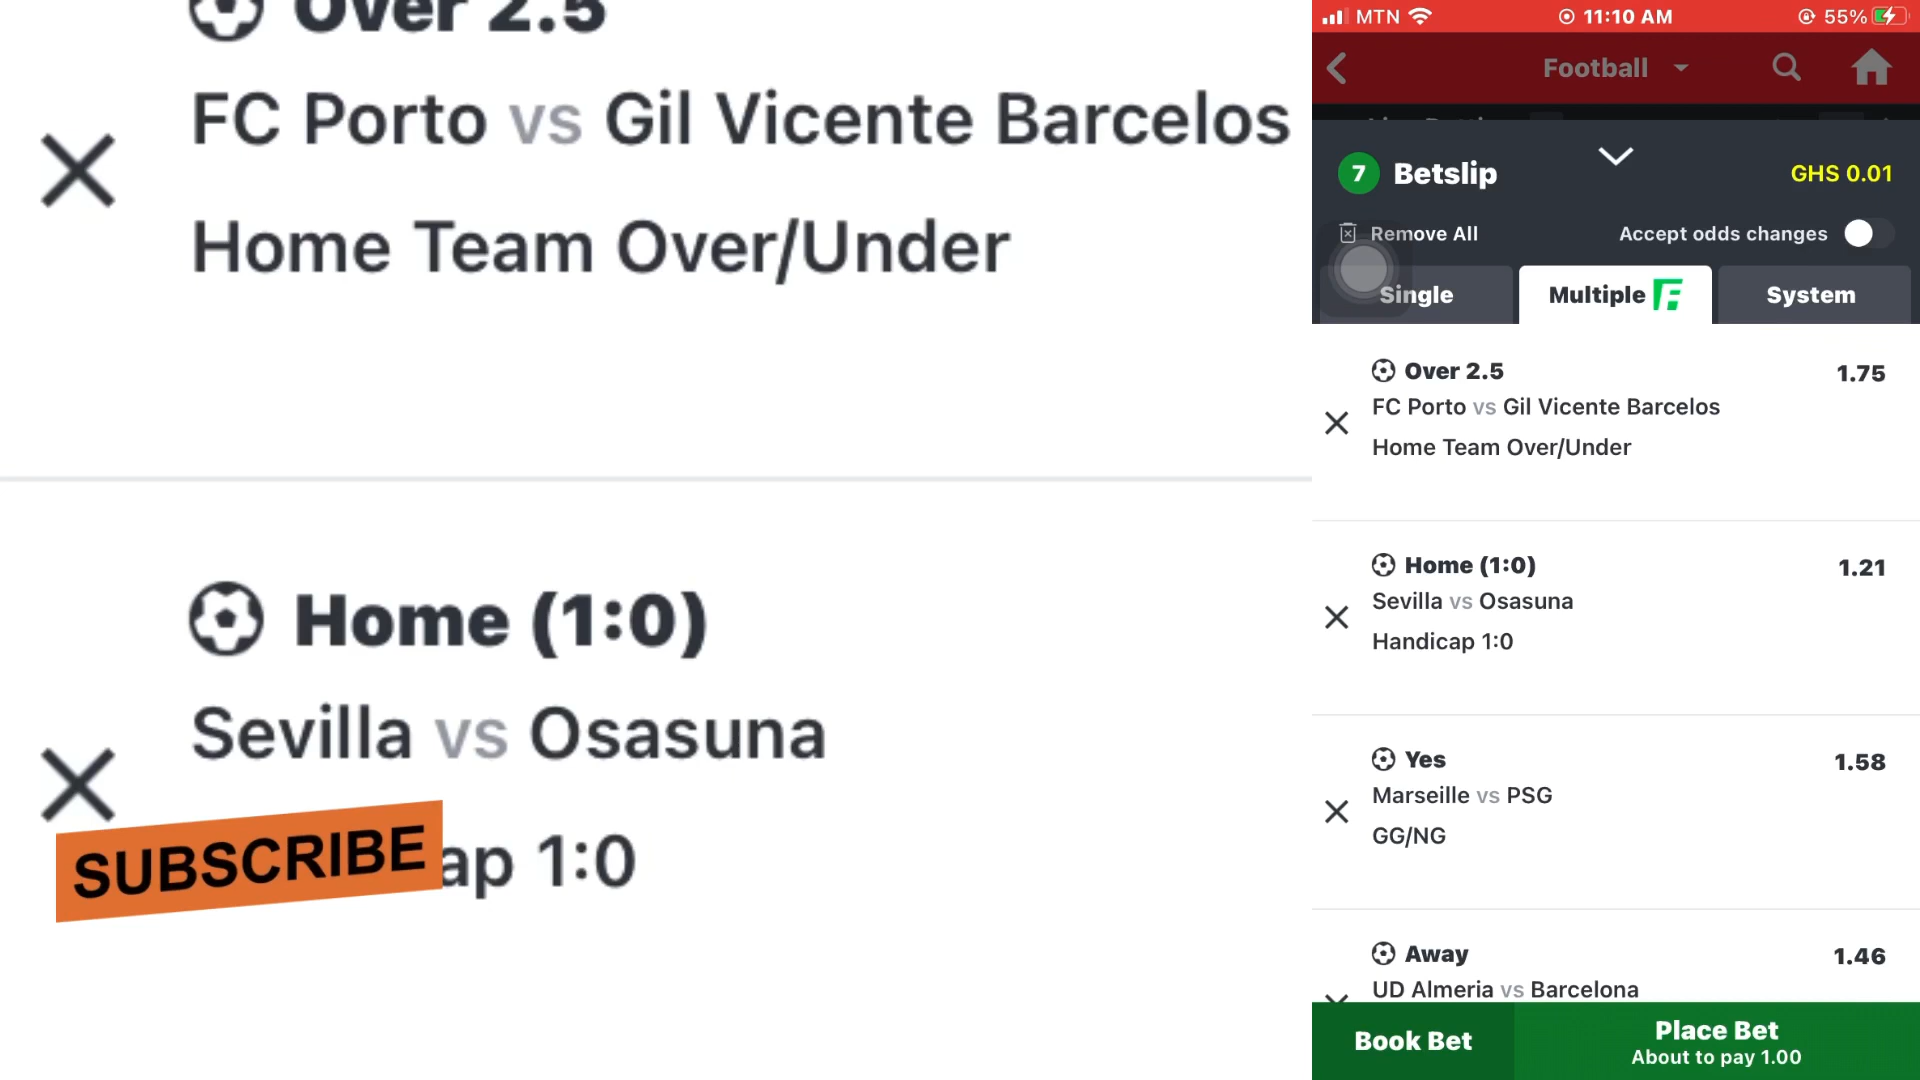 Over 2.5
FC Porto vs Gil Vicente Barcelos
Home Team Over/Under
Home (1:0)
Sevilla vs Osasuna
ap 1:0
SUBSCRIBE
MTN 11:10 AM 55%
Football
7 Betslip GHS 0.01
Remove All Accept odds changes
Single Multiple F System
Over 2.5 1.75
FC Porto vs Gil Vicente Barcelos
Home Team Over/Under
Home (1:0) 1.21
Sevilla vs Osasuna
Handicap 1:0
Yes 1.58
Marseille vs PSG
GG/NG
Away 1.46
UD Almeria vs Barcelona
Book Bet Place Bet
About to pay 1.00